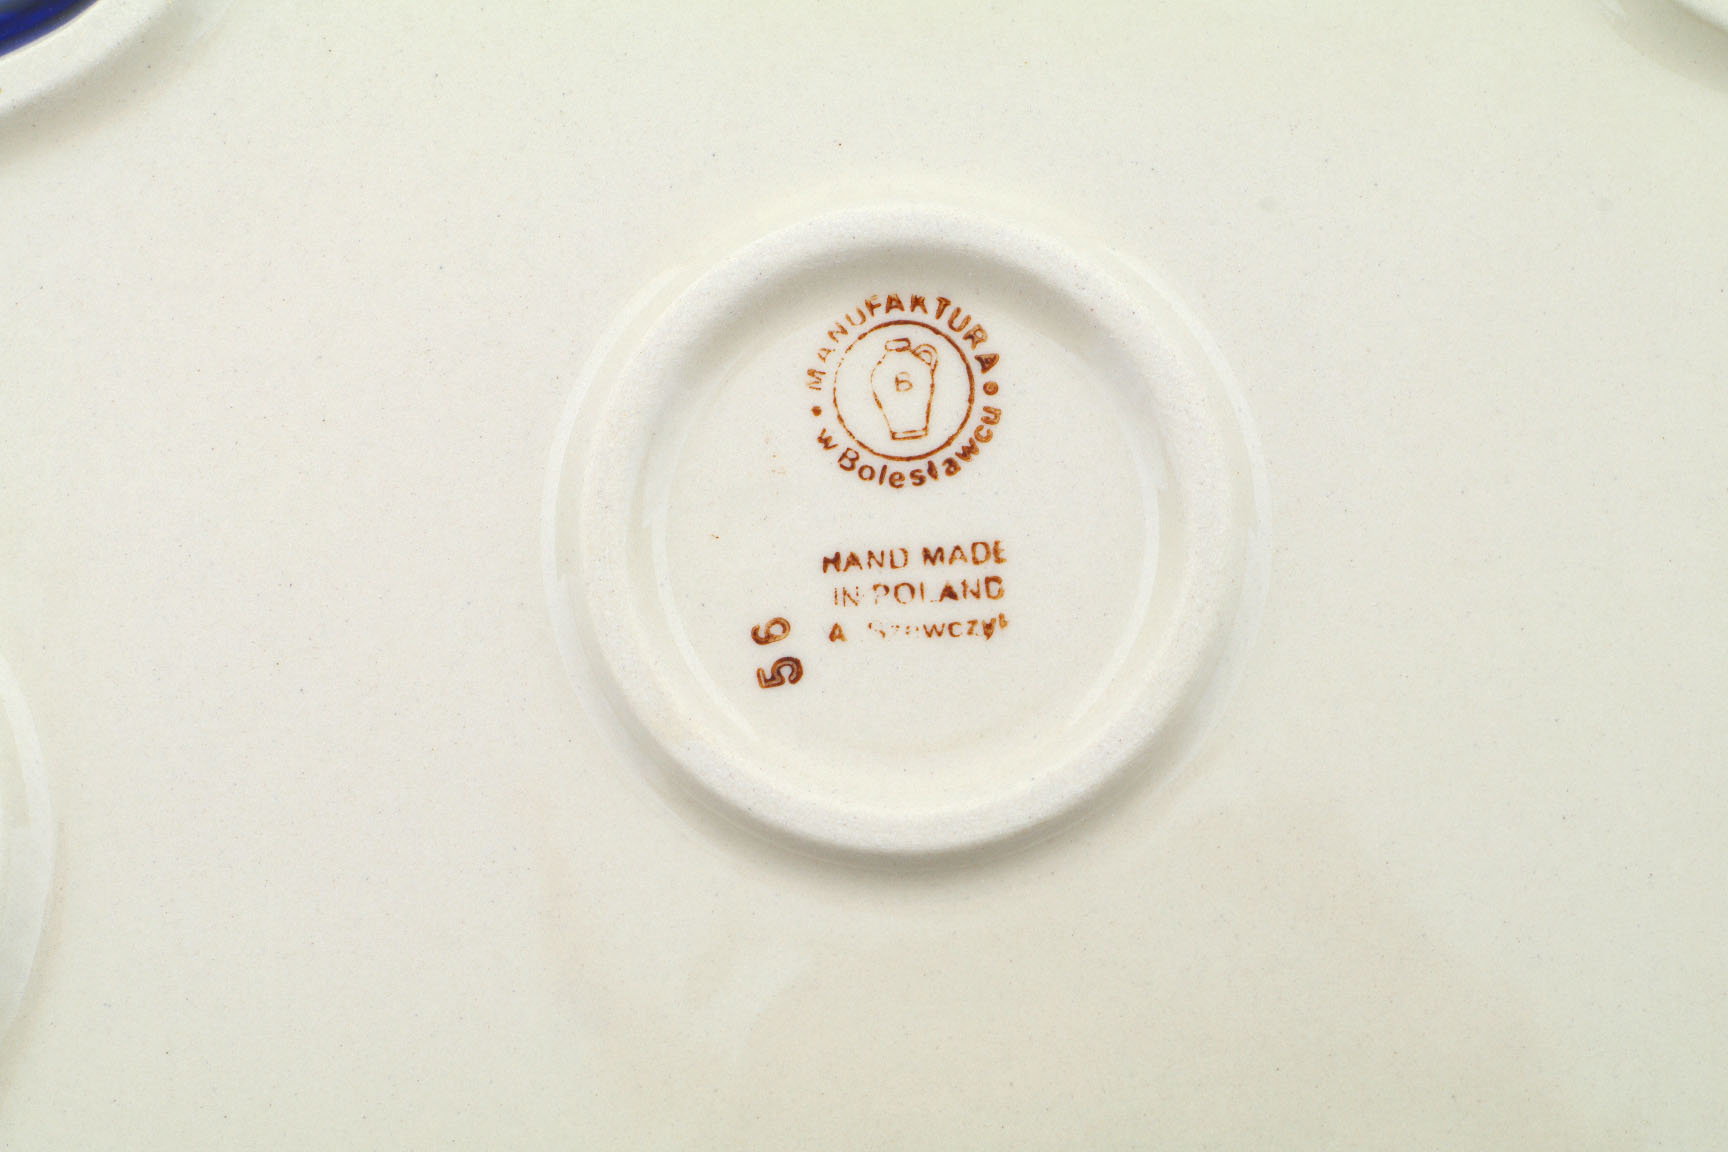 MANUFAKTURA
w Bolesławcu
B
HAND MADE
IN POLAND
A
56